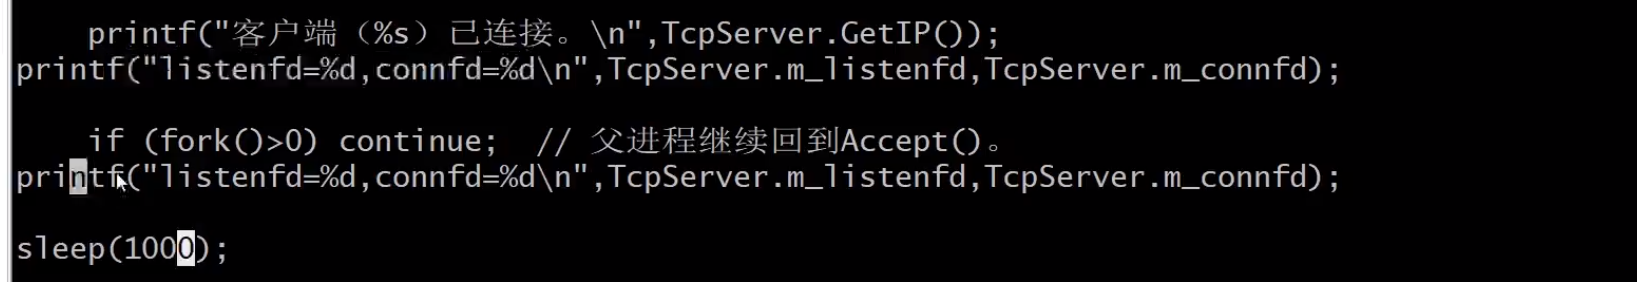 printf("客户端（%s）已连接。\n",TcpServer.GetIP());
printf("listenfd=%d,connfd=%d\n",TcpServer.m_listenfd,TcpServer.m_connfd);
if (fork()>0) continue;  // 父进程继续回到Accept()。
printf("listenfd=%d,connfd=%d\n",TcpServer.m_listenfd,TcpServer.m_connfd);
sleep(1000);